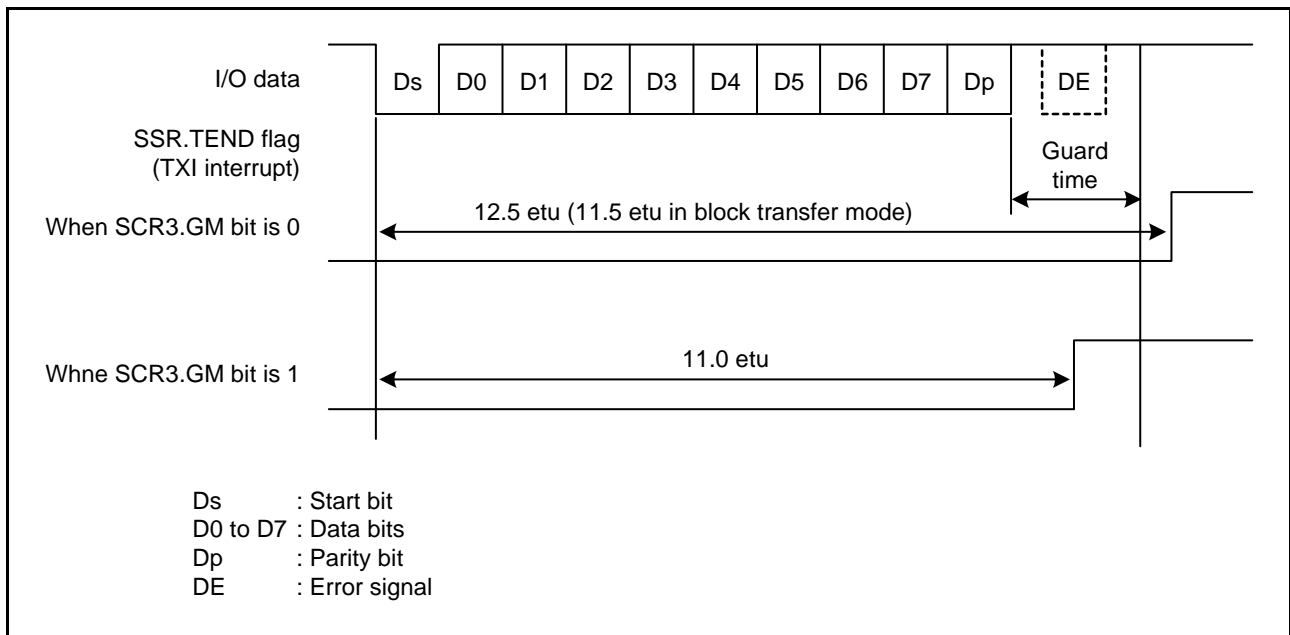 I/O data
Ds D0 D1 D2 D3 D4 D5 D6 D7 Dp DE
SSR.TEND flag
(TXI interrupt)
Guard
time
When SCR3.GM bit is 0
12.5 etu (11.5 etu in block transfer mode)
Whne SCR3.GM bit is 1
11.0 etu
Ds : Start bit
D0 to D7 : Data bits
Dp : Parity bit
DE : Error signal